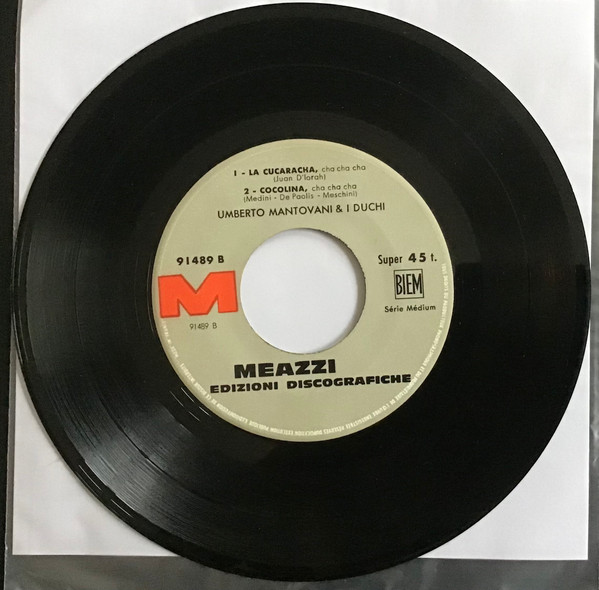 1 - LA CUCARACHA, cha cha cha
(Juan D'Iorah)
2 - COCOLINA, cha cha cha
(Medini - De Paolis - Meschini)
UMBERTO MANTOVANI & I DUCHI
91489 B
Super 45 t.
M
BIEM
Série Médium
91489 B
MEAZZI
EDIZIONI DISCOGRAFICHE